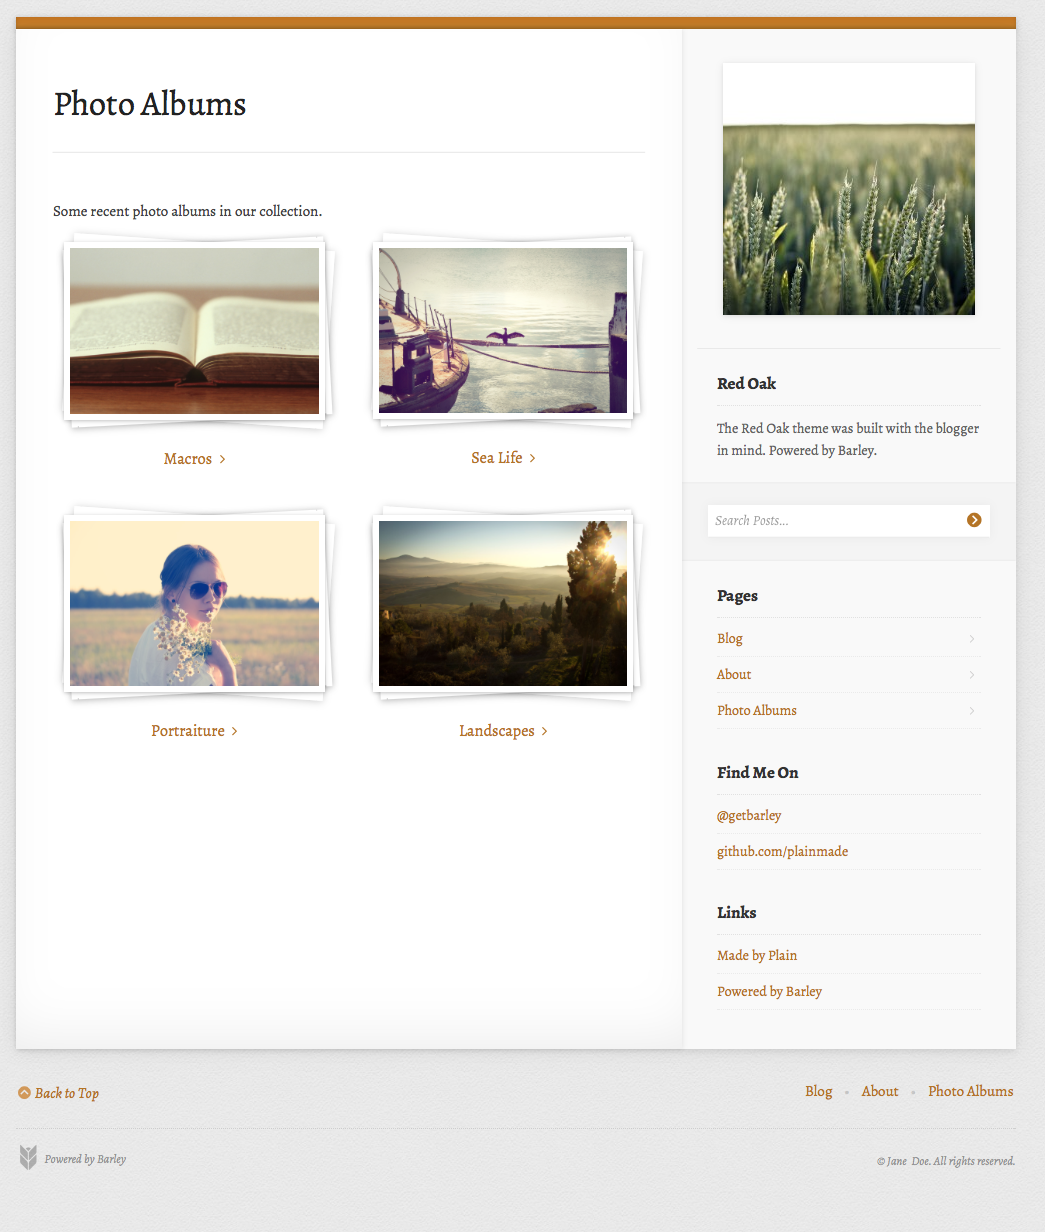 Photo Albums
Some recent photo albums in our collection.
Macros
Sea Life
Portraiture
Landscapes
Red Oak
The Red Oak theme was built with the blogger
in mind. Powered by Barley.
Search Posts...
Pages
Blog
About
Photo Albums
Find Me On
@getbarley
github.com/plainmade
Links
Made by Plain
Powered by Barley
Back to Top
Blog • About • Photo Albums
Powered by Barley
© Jane Doe. All rights reserved.